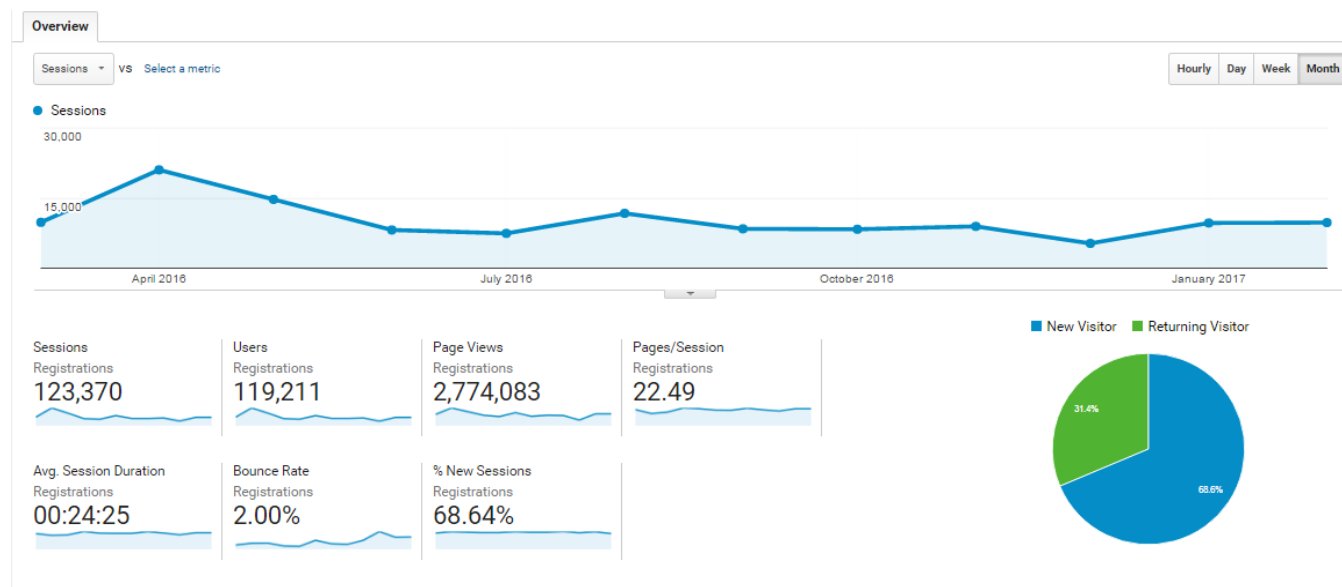 Overview
Sessions VS Select a metric
Hourly Day Week Month
Sessions
30,000
15,000
April 2016 July 2016 October 2016 January 2017
New Visitor Returning Visitor
Sessions Users Page Views Pages/Session
Registrations Registrations Registrations Registrations
123,370 119,211 2,774,083 22.49
31.4%
68.6%
Avg. Session Duration Bounce Rate % New Sessions
Registrations Registrations Registrations
00:24:25 2.00% 68.64%